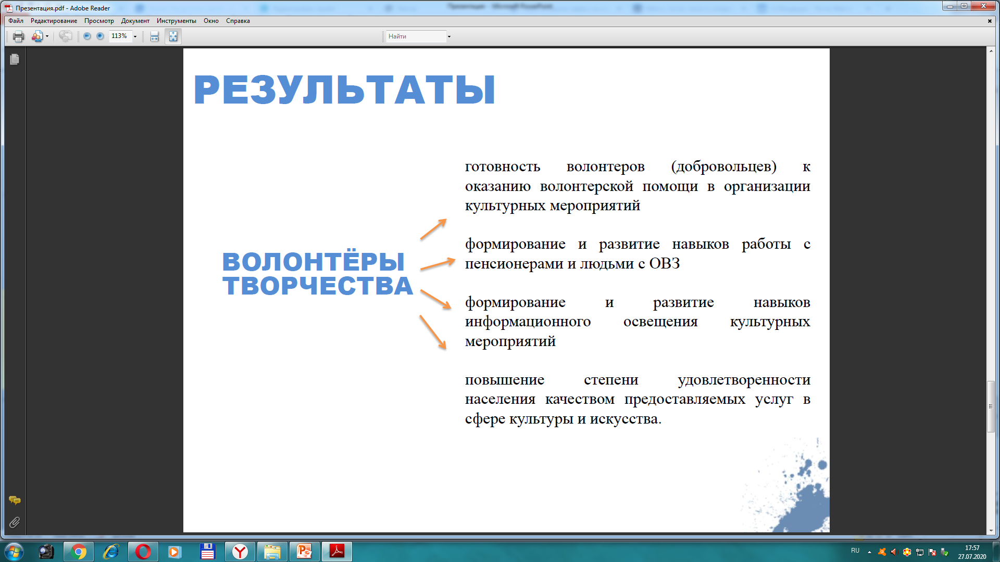 Презентация.pdf - Adobe Reader
Файл Редактирование Просмотр Документ Инструменты Окно Справка
113%
Найти
РЕЗУЛЬТАТЫ
готовность волонтеров (добровольцев) к
оказанию волонтерской помощи в организации
культурных мероприятий
формирование и развитие навыков работы с
пенсионерами и людьми с ОВЗ
ВОЛОНТЁРЫ
ТВОРЧЕСТВА
формирование и развитие навыков
информационного освещения культурных
мероприятий
повышение степени удовлетворенности
населения качеством предоставляемых услуг в
сфере культуры и искусства.
RU
17:57
27.07.2020